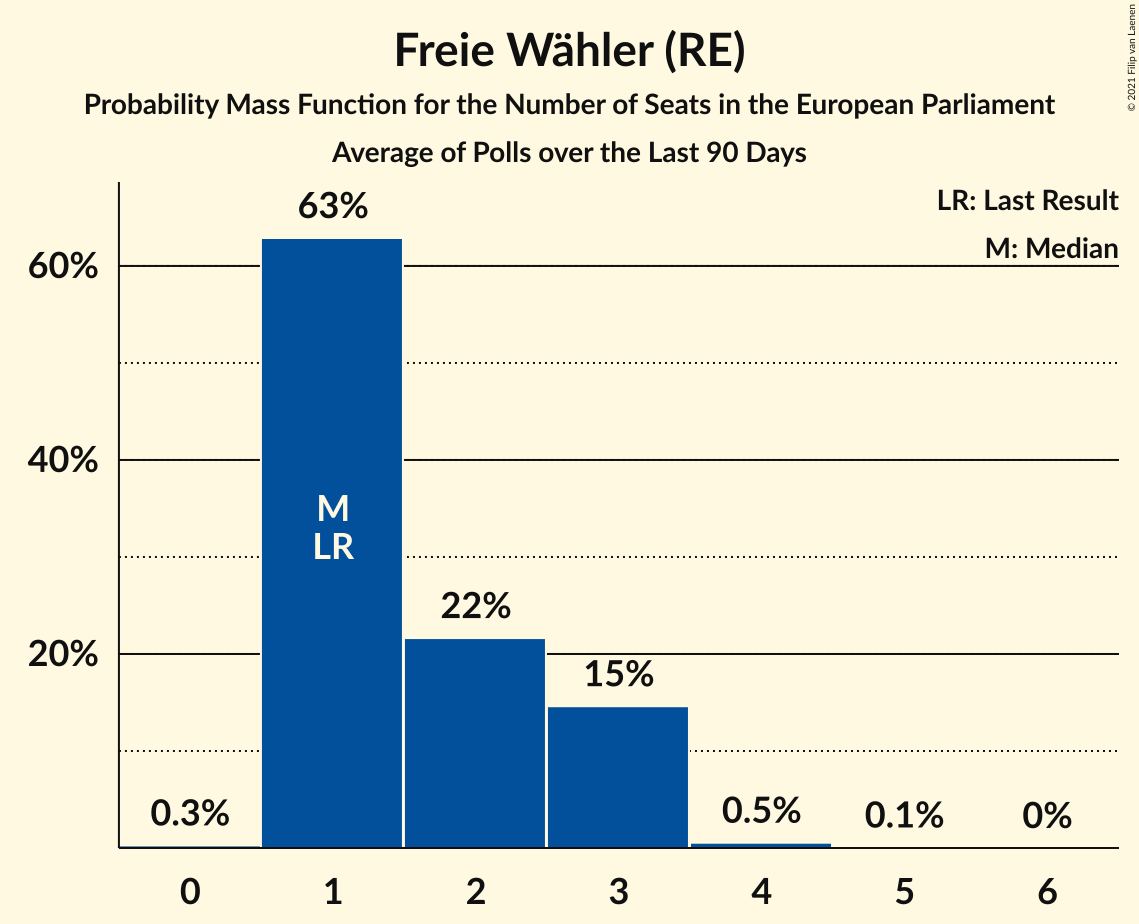 Freie Wähler (RE)
Probability Mass Function for the Number of Seats in the European Parliament
Average of Polls over the Last 90 Days
© 2021 Filip van Laenen
LR: Last Result
M: Median
63%
60%
40%
M
LR
22%
20%
15%
0.3%
0.5%
0.1%
0%
0 1 2 3 4 5 6